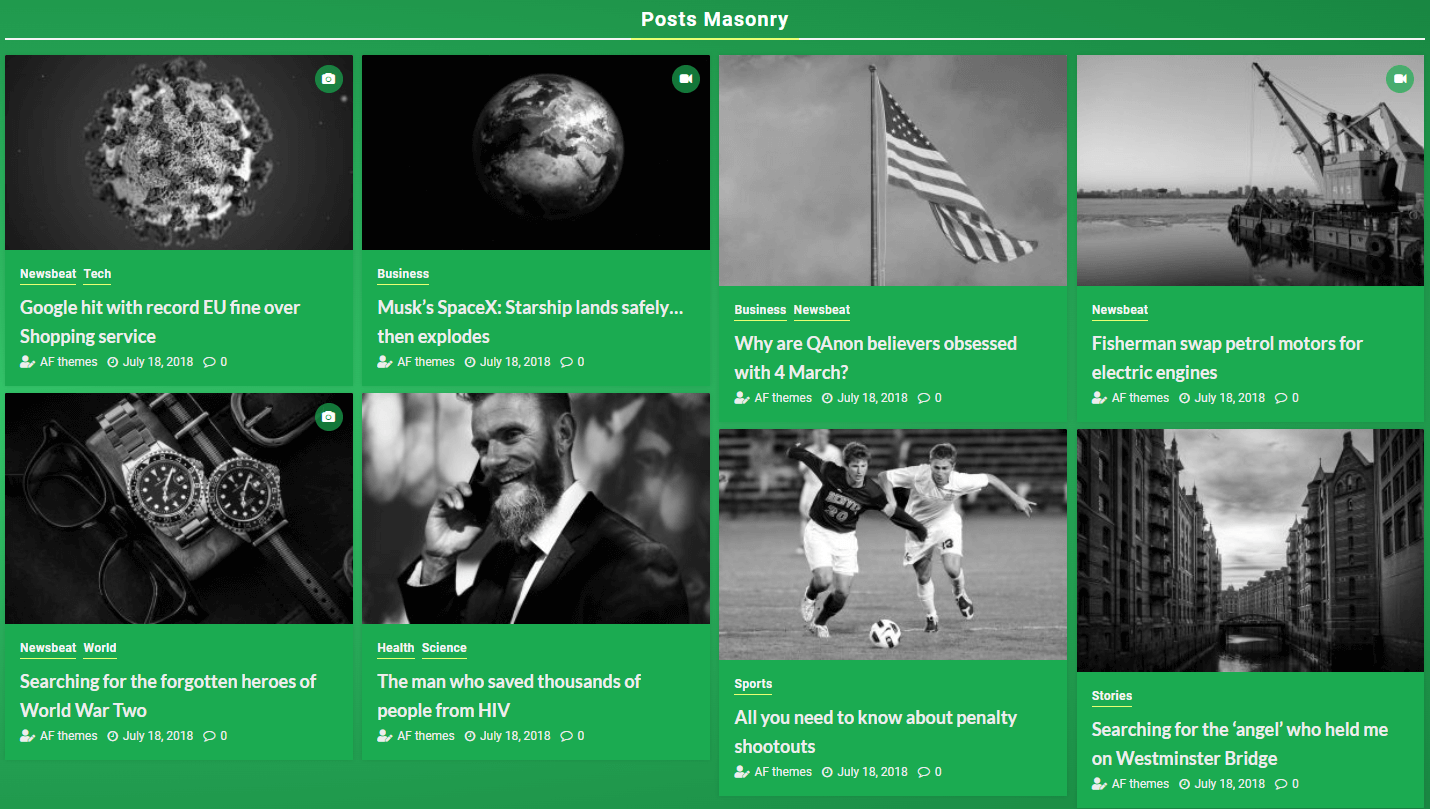 Posts Masonry
Newsbeat Tech
Google hit with record EU fine over
Shopping service
AF themes July 18, 2018 0
Business
Musk’s SpaceX: Starship lands safely…
then explodes
AF themes July 18, 2018 0
Business Newsbeat
Why are QAnon believers obsessed
with 4 March?
AF themes July 18, 2018 0
Newsbeat
Fisherman swap petrol motors for
electric engines
AF themes July 18, 2018 0
Newsbeat World
Searching for the forgotten heroes of
World War Two
AF themes July 18, 2018 0
Health Science
The man who saved thousands of
people from HIV
AF themes July 18, 2018 0
DENVER
20
13
Sports
All you need to know about penalty
shootouts
AF themes July 18, 2018 0
Stories
Searching for the ‘angel’ who held me
on Westminster Bridge
AF themes July 18, 2018 0